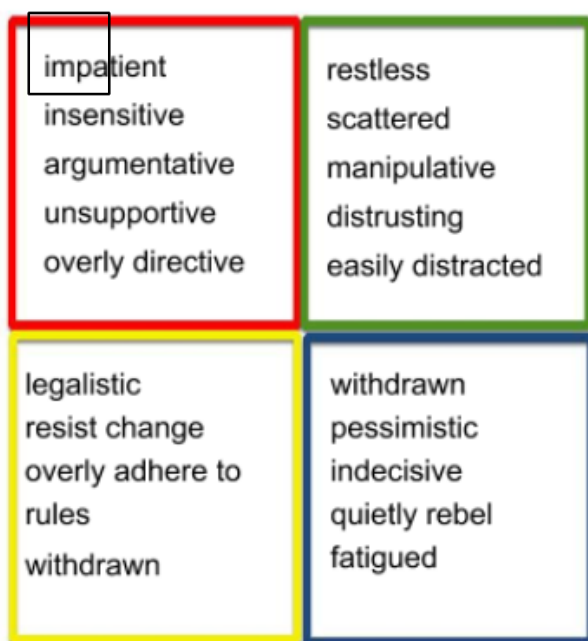 impatient
insensitive
argumentative
unsupportive
overly directive
restless
scattered
manipulative
distrusting
easily distracted
legalistic
resist change
overly adhere to
rules
withdrawn
withdrawn
pessimistic
indecisive
quietly rebel
fatigued